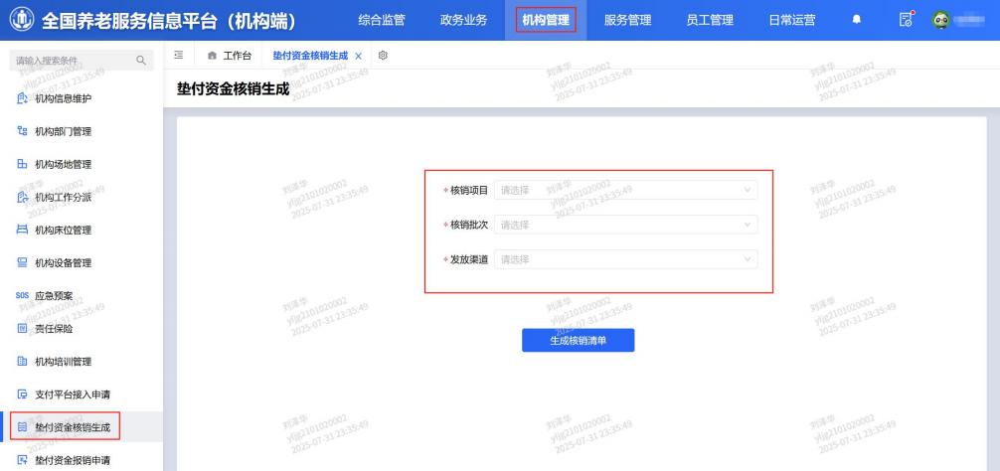 全国养老服务信息平台（机构端）
综合监管 政务业务 机构管理 服务管理 员工管理 日常运营
请输入搜索条件
工作台 垫付资金核销生成
垫付资金核销生成
机构信息维护
机构部门管理
机构场地管理
机构工作分派
机构床位管理
机构设备管理
SOS 应急预案
责任保险
机构培训管理
支付平台接入申请
垫付资金核销生成
垫付资金报销申请
* 核销项目 请选择
* 核销批次 请选择
* 发放渠道 请选择
生成核销清单
刘泽华
yljg2101020002
2025-07-31 23:35:49